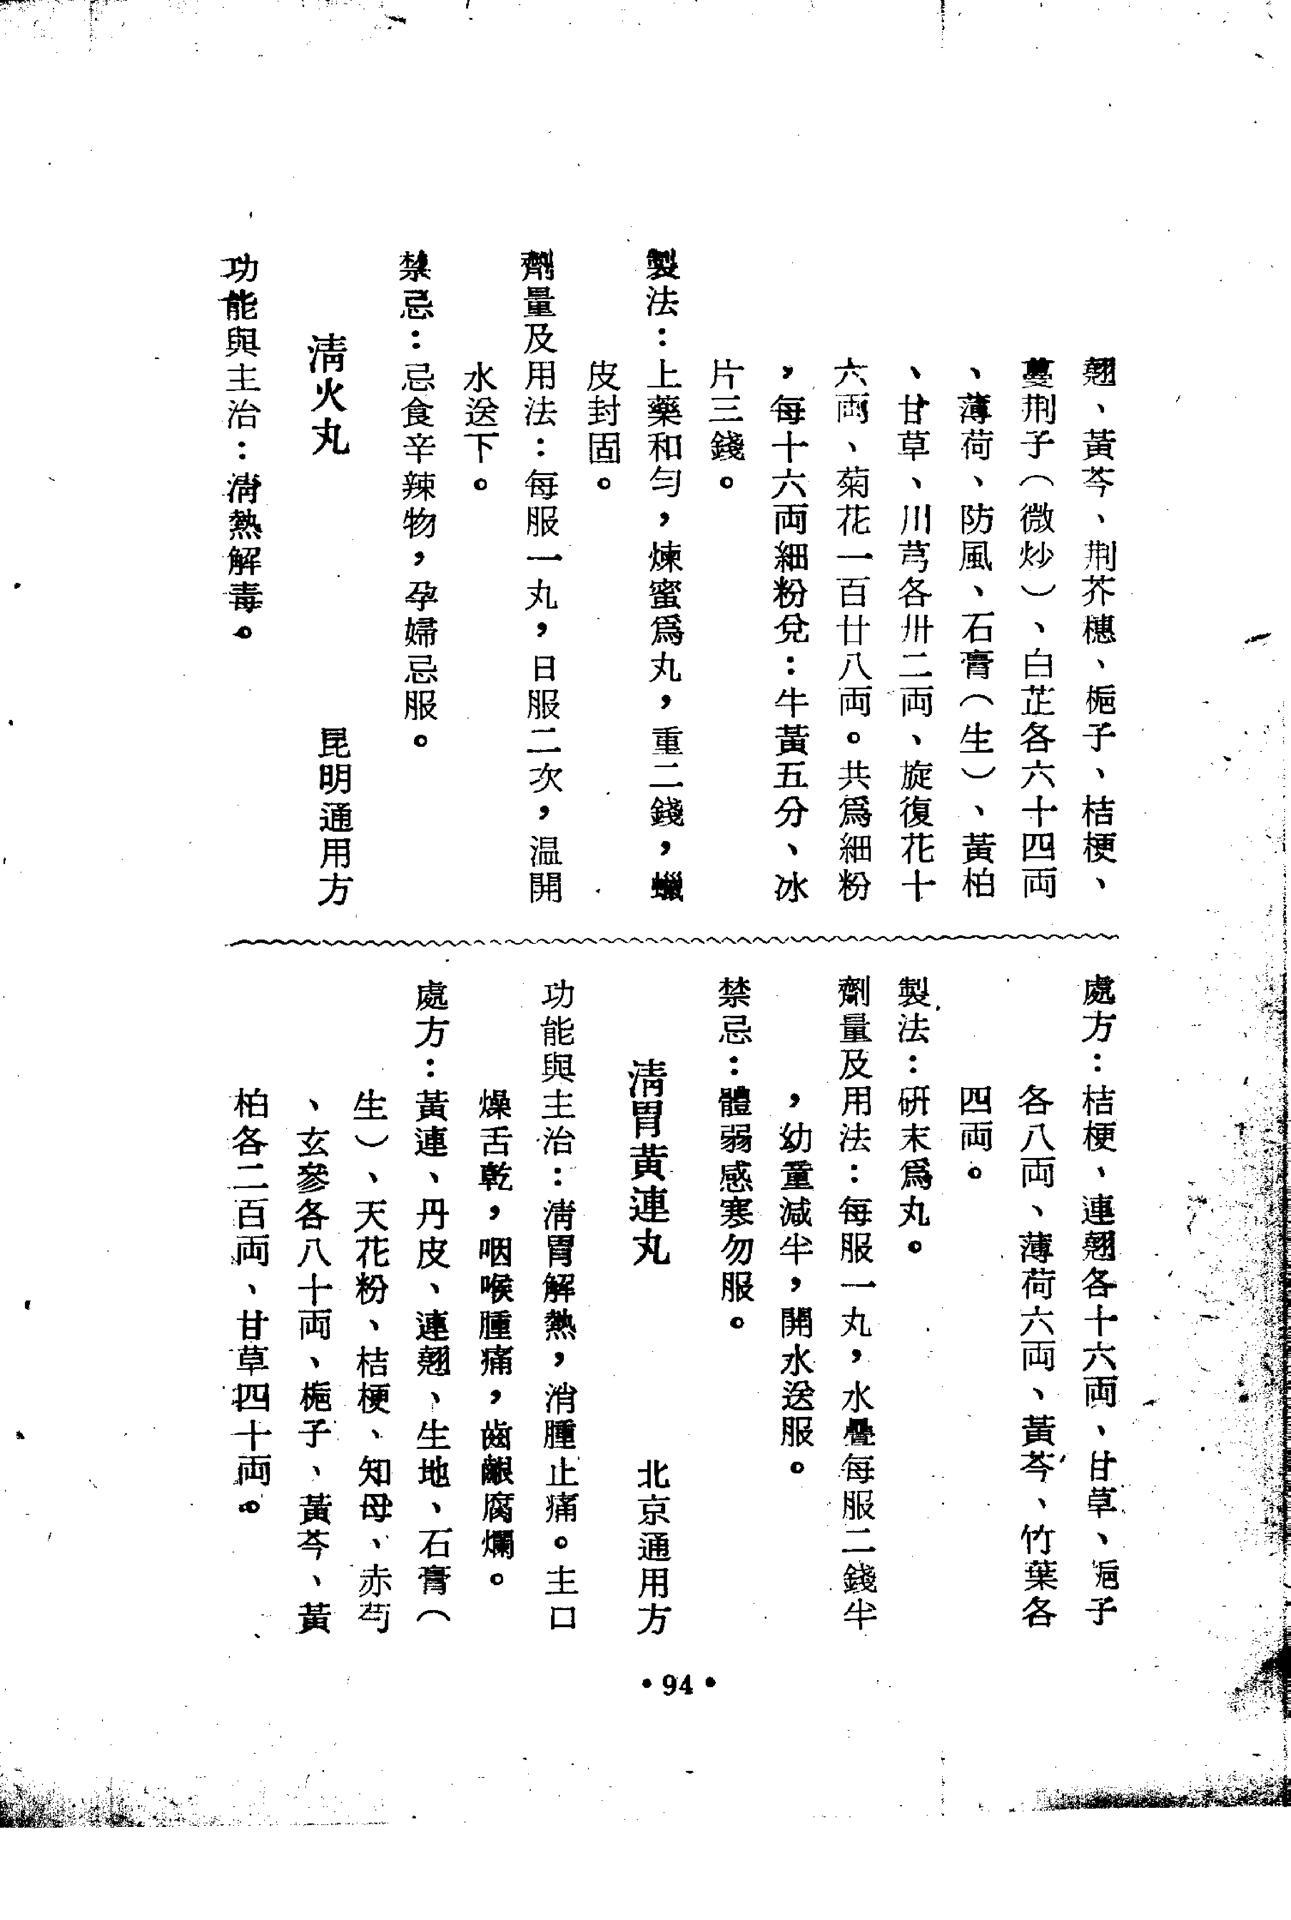 翹、黃芩、荆芥穗、梔子、桔梗、
蔓荆子（微炒）、白芷各六十四両
、薄荷、防風、石膏（生）、黃柏
、甘草、川芎各卅二両、旋復花十
六両、菊花一百廿八両。共爲細粉
，每十六両細粉兌：牛黃五分、冰
片三錢。
製法：上藥和勻，煉蜜爲丸，重二錢，蠟
皮封固。
劑量及用法：每服一丸，日服二次，温開
水送下。
禁忌：忌食辛辣物，孕婦忌服。
淸火丸
昆明通用方
功能與主治：淸熱解毒。
處方：桔梗、連翹各十六両、甘草、梔子
各八両、薄荷六両、黃芩、竹葉各
四両。
製法：研末爲丸。
劑量及用法：每服一丸，水疊每服二錢半
，幼童減半，開水送服。
禁忌：體弱感寒勿服。
淸胃黃連丸
北京通用方
功能與主治：淸胃解熱，消腫止痛。主口
燥舌乾，咽喉腫痛，齒齦腐爛。
處方：黃連、丹皮、連翹、生地、石膏（
生）、天花粉、桔梗、知母、赤芍
、玄參各八十両、梔子、黃芩、黃
柏各二百両、甘草四十両。
•94•